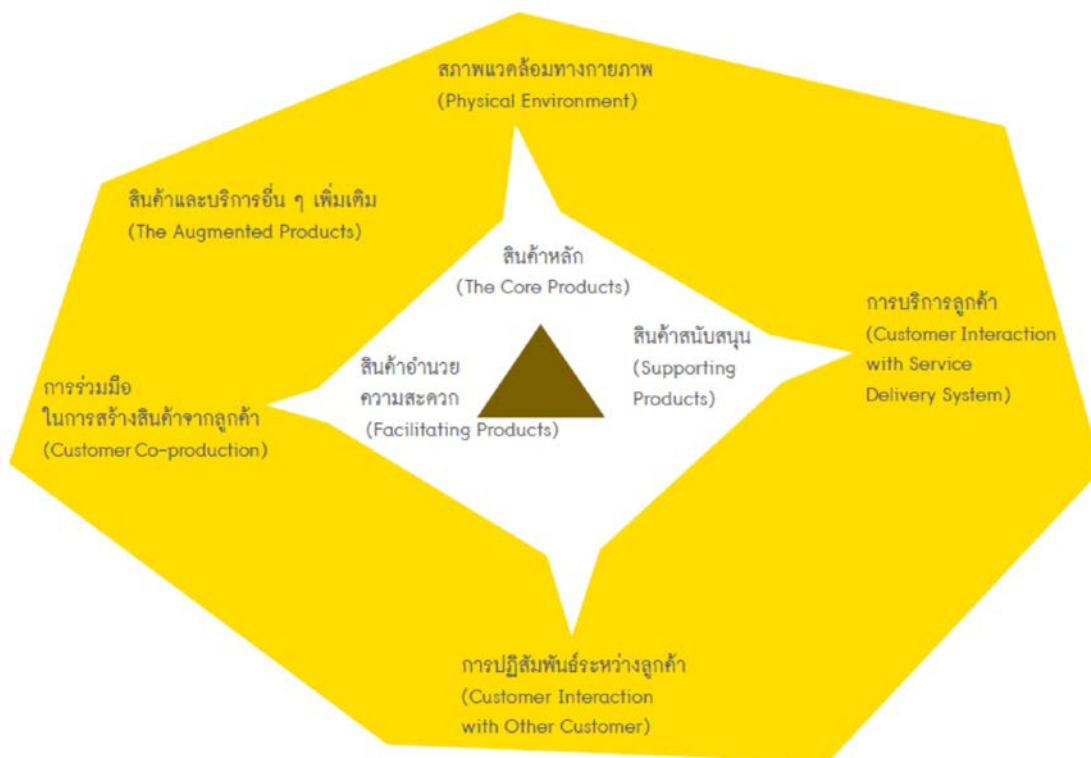 สภาพแวดล้อมทางกายภาพ
(Physical Environment)
สินค้าและบริการอื่น ๆ เพิ่มเติม
(The Augmented Products)
สินค้าหลัก
(The Core Products)
การบริการลูกค้า
(Customer Interaction
with Service
Delivery System)
สินค้าสนับสนุน
(Supporting
Products)
สินค้าอำนวย
ความสะดวก
(Facilitating Products)
การร่วมมือ
ในการสร้างสินค้าจากลูกค้า
(Customer Co-production)
การปฏิสัมพันธ์ระหว่างลูกค้า
(Customer Interaction
with Other Customer)